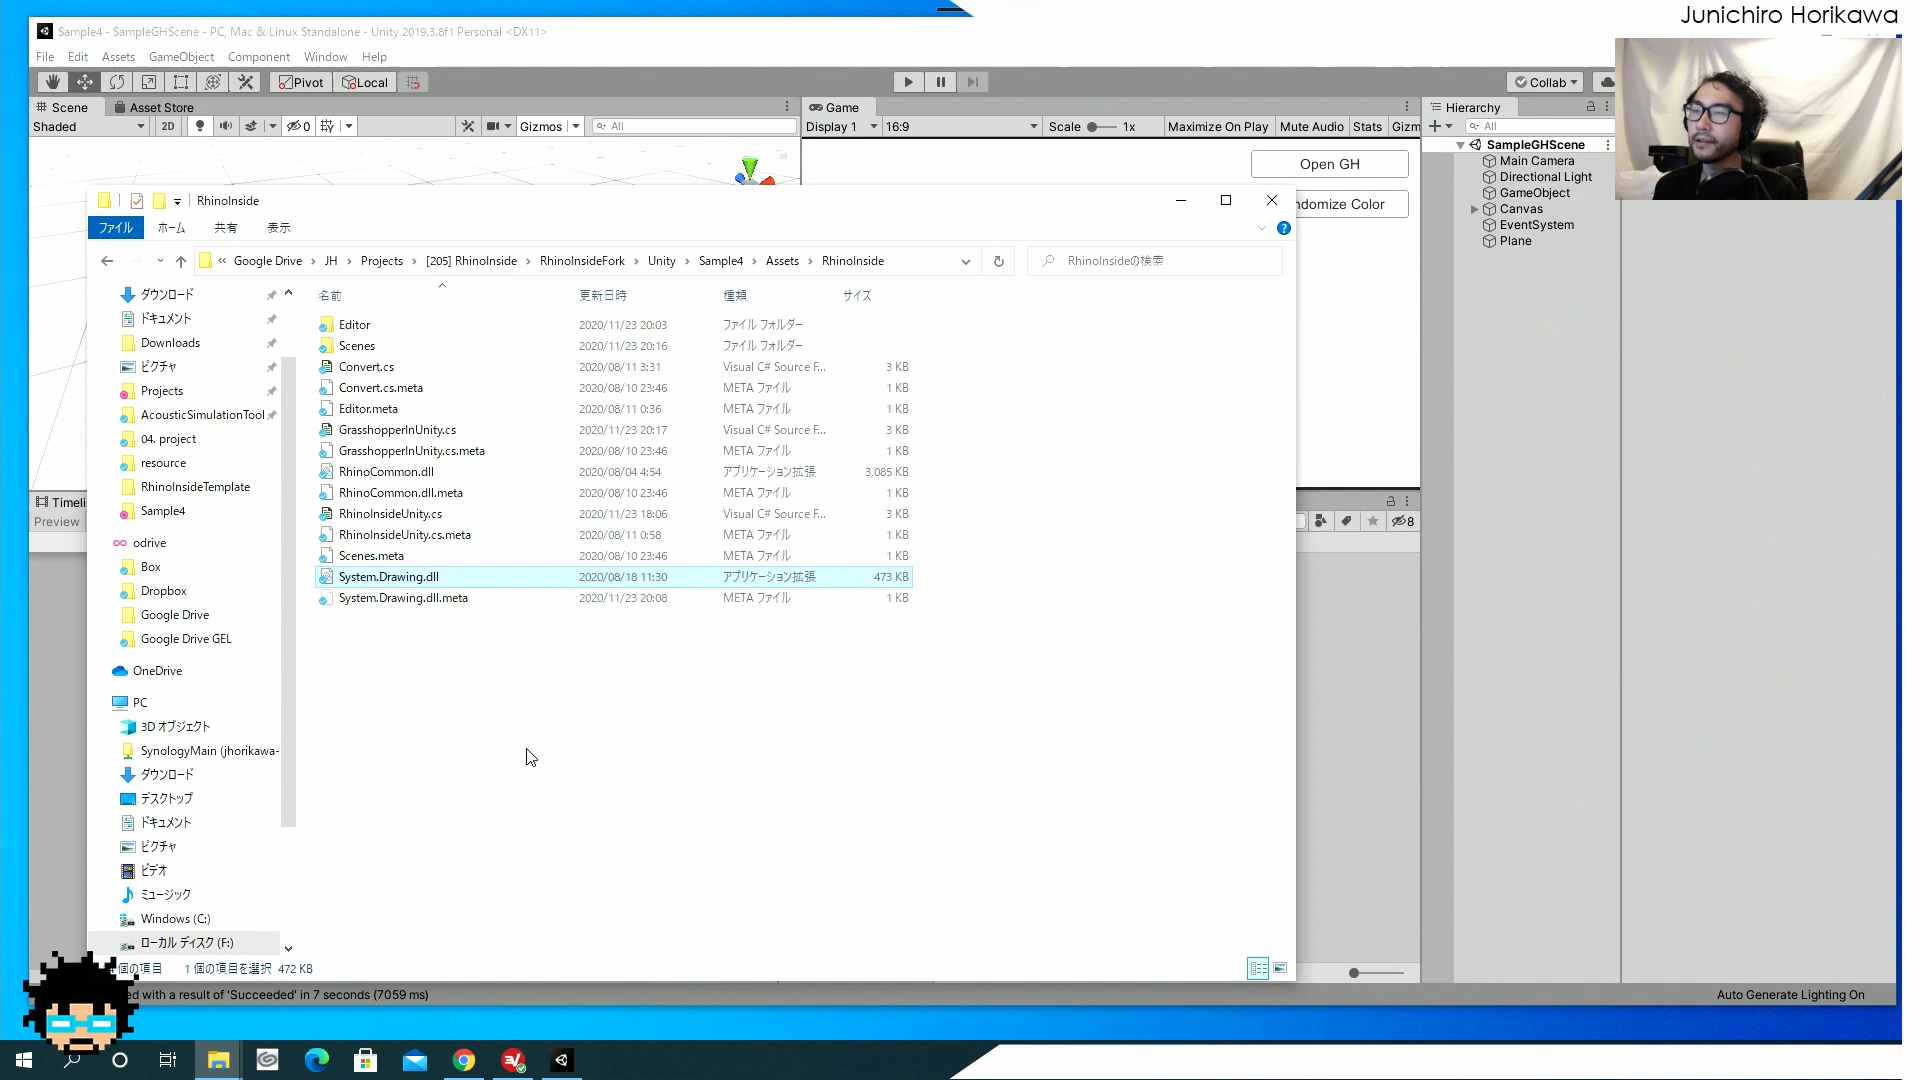 Junichiro Horikawa
Sample4 - SampleGHScene - PC, Mac & Linux Standalone - Unity 2019.3.8f1 Personal <DX11>
File Edit Assets GameObject Component Window Help
Pivot Local Collab
Scene Asset Store Game Hierarchy
Shaded 2D 0 Gizmos All Display 1 16:9 Scale 1x Maximize On Play Mute Audio Stats Gizm All
SampleGHScene
Main Camera
Directional Light
GameObject
Canvas
EventSystem
Plane
Open GH
ndomize Color
RhinoInside
ファイル ホーム 共有 表示
« Google Drive › JH › Projects › [205] RhinoInside › RhinoInsideFork › Unity › Sample4 › Assets › RhinoInside
RhinoInsideの検索
ダウンロード
ドキュメント
Downloads
ピクチャ
Projects
AcousticSimulationTool
04. project
resource
RhinoInsideTemplate
Sample4
odrive
Box
Dropbox
Google Drive
Google Drive GEL
OneDrive
PC
3D オブジェクト
SynologyMain (jhorikawa-
ダウンロード
デスクトップ
ドキュメント
ピクチャ
ビデオ
ミュージック
Windows (C:)
ローカル ディスク (F:)
名前 更新日時 種類 サイズ
Editor 2020/11/23 20:03 ファイル フォルダー
Scenes 2020/11/23 20:16 ファイル フォルダー
Convert.cs 2020/08/11 3:31 Visual C# Source F... 3 KB
Convert.cs.meta 2020/08/10 23:46 META ファイル 1 KB
Editor.meta 2020/08/11 0:36 META ファイル 1 KB
GrasshopperInUnity.cs 2020/11/23 20:17 Visual C# Source F... 3 KB
GrasshopperInUnity.cs.meta 2020/08/10 23:46 META ファイル 1 KB
RhinoCommon.dll 2020/08/04 4:54 アプリケーション拡張 3,085 KB
RhinoCommon.dll.meta 2020/08/10 23:46 META ファイル 1 KB
RhinoInsideUnity.cs 2020/11/23 18:06 Visual C# Source F... 3 KB
RhinoInsideUnity.cs.meta 2020/08/11 0:58 META ファイル 1 KB
Scenes.meta 2020/08/10 23:46 META ファイル 1 KB
System.Drawing.dll 2020/08/18 11:30 アプリケーション拡張 473 KB
System.Drawing.dll.meta 2020/11/23 20:08 META ファイル 1 KB
Timeli
Preview
8
個の項目 1 個の項目を選択 472 KB
ed with a result of 'Succeeded' in 7 seconds (7059 ms)
Auto Generate Lighting On